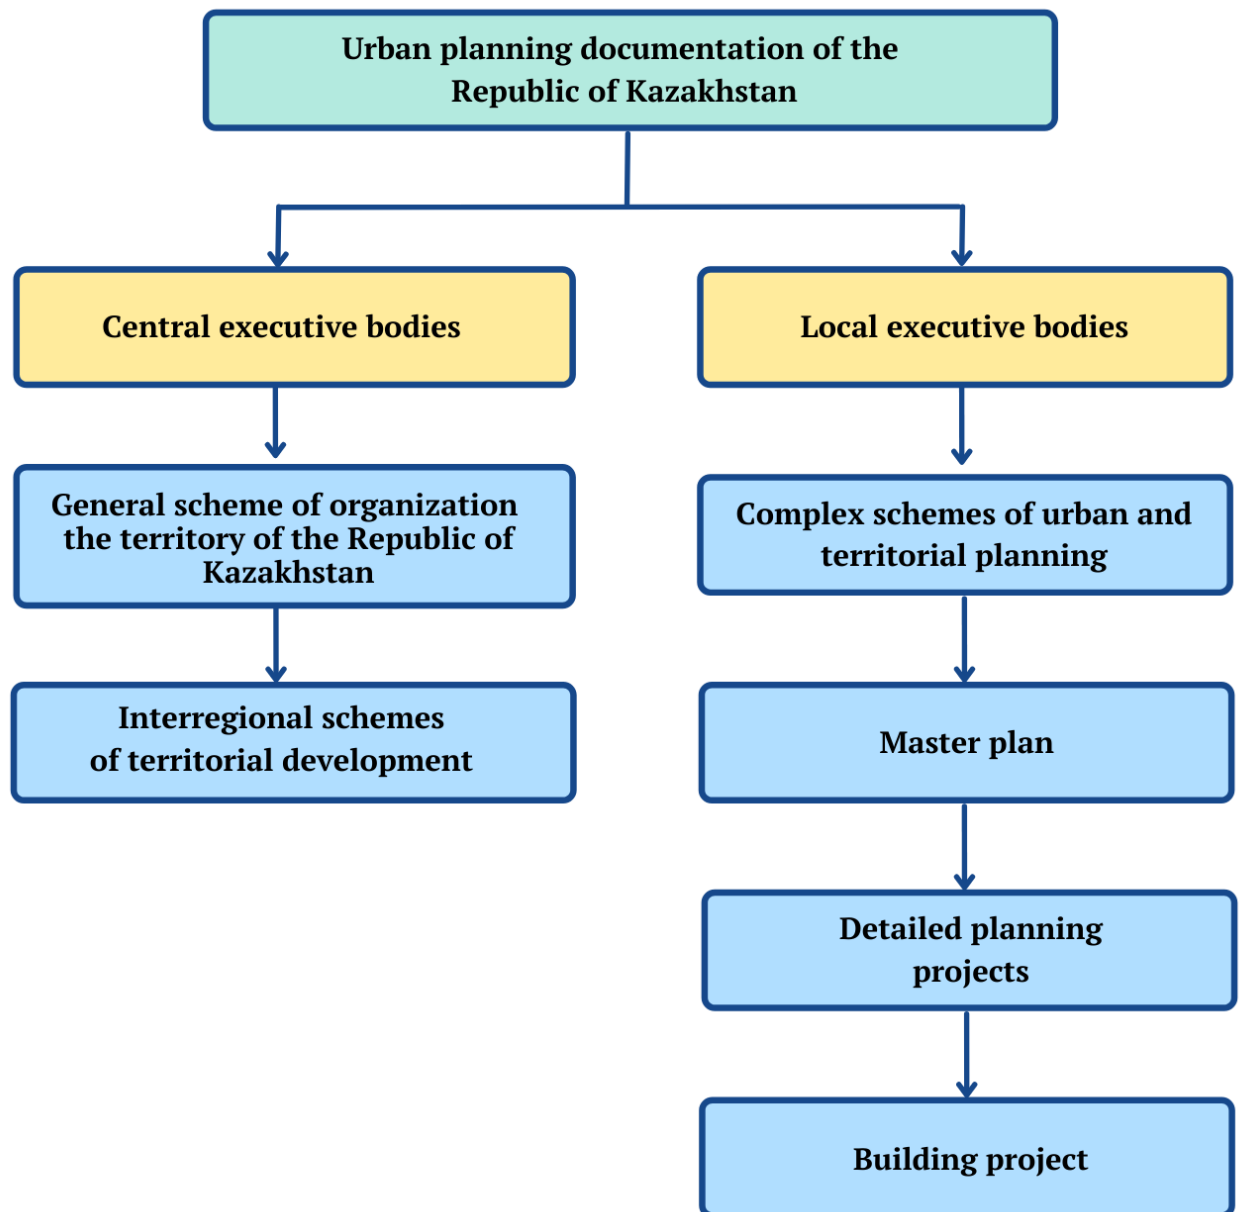 Urban planning documentation of the
Republic of Kazakhstan
Central executive bodies
Local executive bodies
General scheme of organization
the territory of the Republic of
Kazakhstan
Complex schemes of urban and
territorial planning
Interregional schemes
of territorial development
Master plan
Detailed planning
projects
Building project